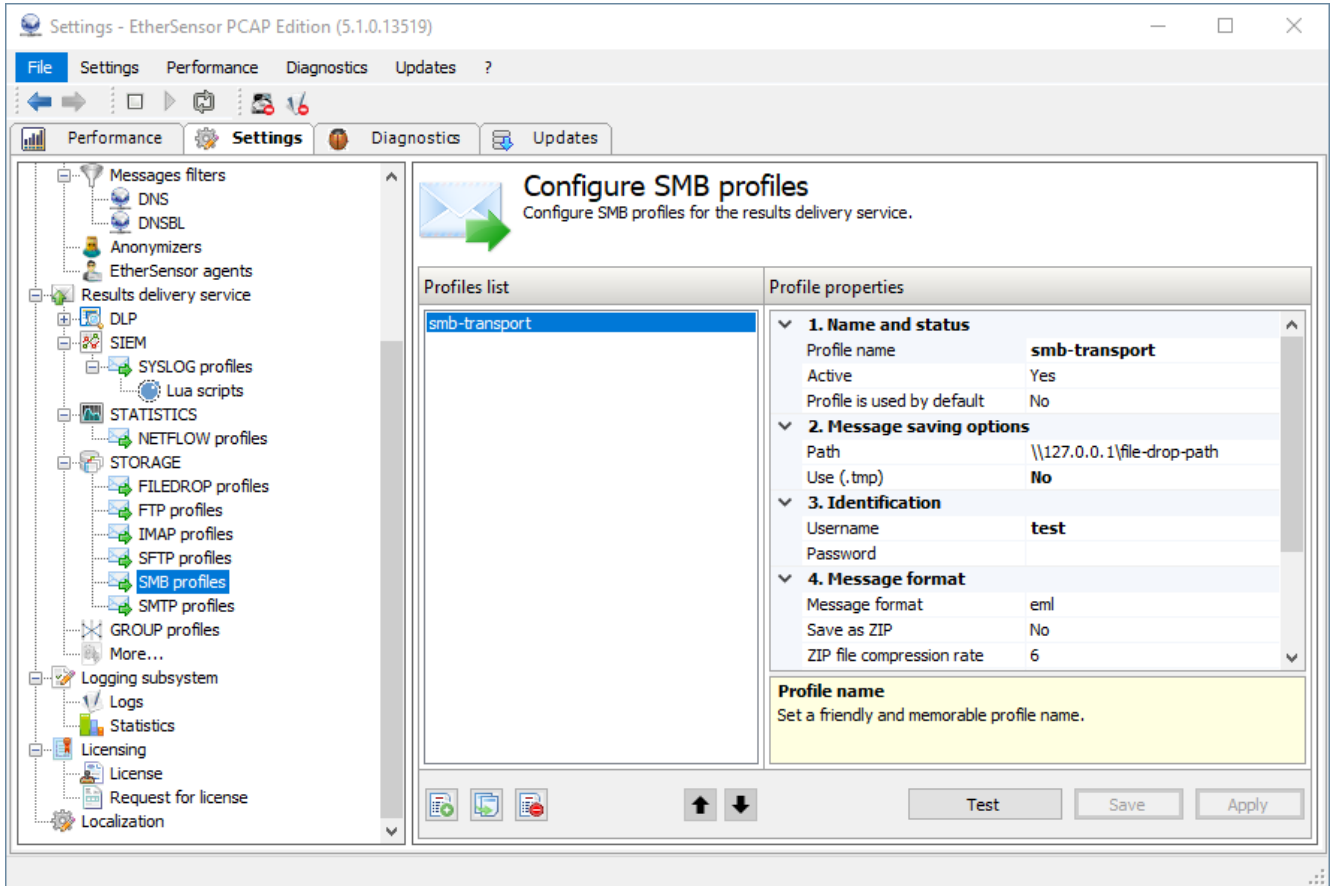 Settings - EtherSensor PCAP Edition (5.1.0.13519)
File Settings Performance Diagnostics Updates ?
Performance Settings Diagnostics Updates
Messages filters
DNS
DNSBL
Anonymizers
EtherSensor agents
Results delivery service
DLP
SIEM
SYSLOG profiles
Lua scripts
STATISTICS
NETFLOW profiles
STORAGE
FILEDROP profiles
FTP profiles
IMAP profiles
SFTP profiles
SMB profiles
SMTP profiles
GROUP profiles
More...
Logging subsystem
Logs
Statistics
Licensing
License
Request for license
Localization
Configure SMB profiles
Configure SMB profiles for the results delivery service.
Profiles list
smb-transport
Profile properties
1. Name and status
Profile name smb-transport
Active Yes
Profile is used by default No
2. Message saving options
Path \\127.0.0.1\file-drop-path
Use (.tmp) No
3. Identification
Username test
Password
4. Message format
Message format eml
Save as ZIP No
ZIP file compression rate 6
Profile name
Set a friendly and memorable profile name.
Test Save Apply